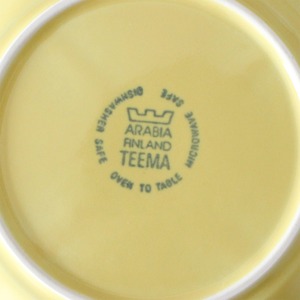 ARABIA
FINLAND
TEEMA
DISHWASHER SAFE
OVEN TO TABLE
MICROWAVE SAFE